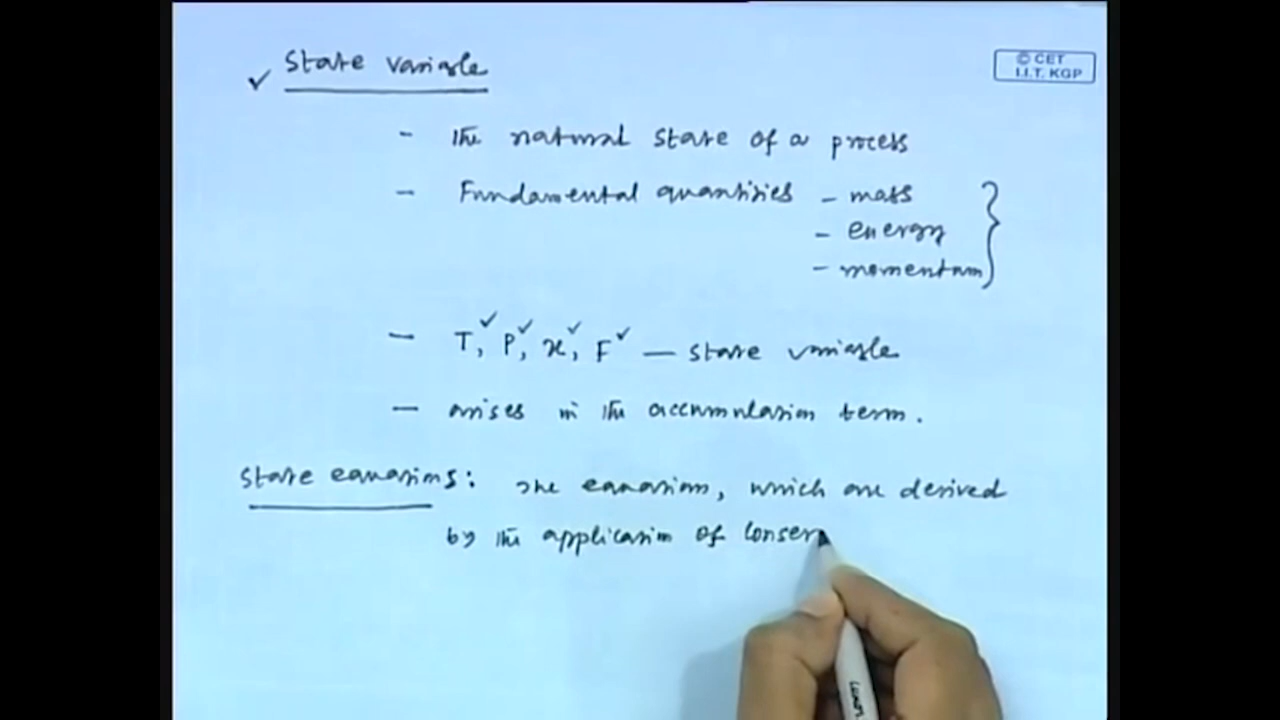 © CET
I.I.T. KGP
✓ State variable
- The natural state of a process
- Fundamental quantities - mass
- energy
- momentum
- T, P, x, F - state variable
- arises in the accumulation term.
State equations: The equations, which are derived
by the application of conser